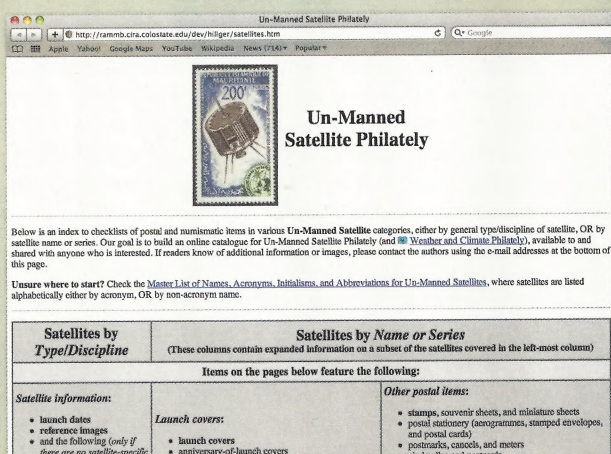 Un-Manned Satellite Philately
http://rammb.cira.colostate.edu/dev/hillger/satellites.htm
Google
Apple Yahoo! Google Maps YouTube Wikipedia News (714) Popular
MAURITANIE
200F
Un-Manned
Satellite Philately
Below is an index to checklists of postal and numismatic items in various Un-Manned Satellite categories, either by general type/discipline of satellite, OR by
satellite name or series. Our goal is to build an online catalogue for Un-Manned Satellite Philately (and Weather and Climate Philately), available to and
shared with anyone who is interested. If readers know of additional information or images, please contact the authors using the e-mail addresses at the bottom of
this page.
Unsure where to start? Check the Master List of Names, Acronyms, Initialisms, and Abbreviations for Un-Manned Satellites, where satellites are listed
alphabetically either by acronym, OR by non-acronym name.
Satellites by
Type/Discipline
Satellites by Name or Series
(These columns contain expanded information on a subset of the satellites covered in the left-most column)
Items on the pages below feature the following:
Satellite information:
• launch dates
• reference images
• and the following (only if
there are no satellite-specific
Launch covers:
• launch covers
• anniversary-of-launch covers
Other postal items:
• stamps, souvenir sheets, and miniature sheets
• postal stationery (aerogrammes, stamped envelopes,
and postal cards)
• postmarks, cancels, and meters